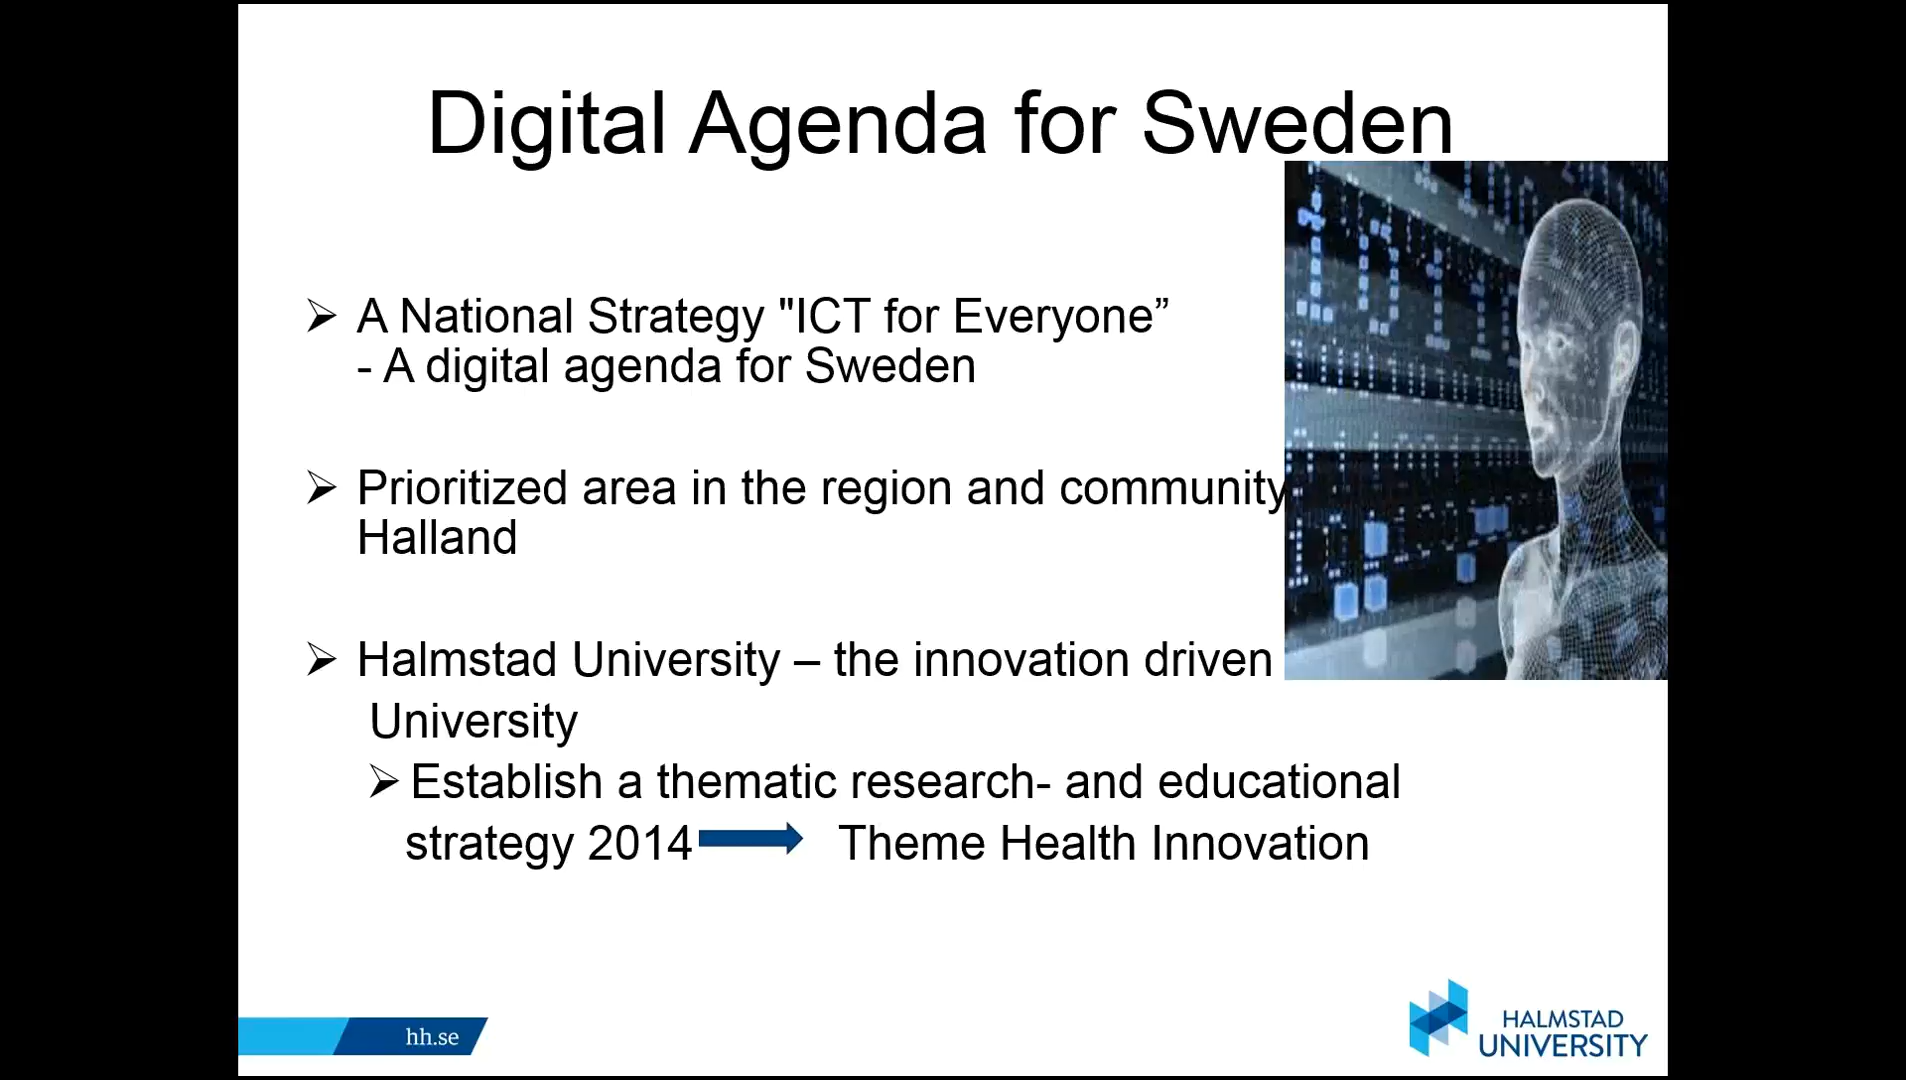 Digital Agenda for Sweden
➢ A National Strategy "ICT for Everyone”
- A digital agenda for Sweden
➢ Prioritized area in the region and community
Halland
➢ Halmstad University – the innovation driven
University
➢ Establish a thematic research- and educational
strategy 2014 Theme Health Innovation
hh.se
HALMSTAD
UNIVERSITY